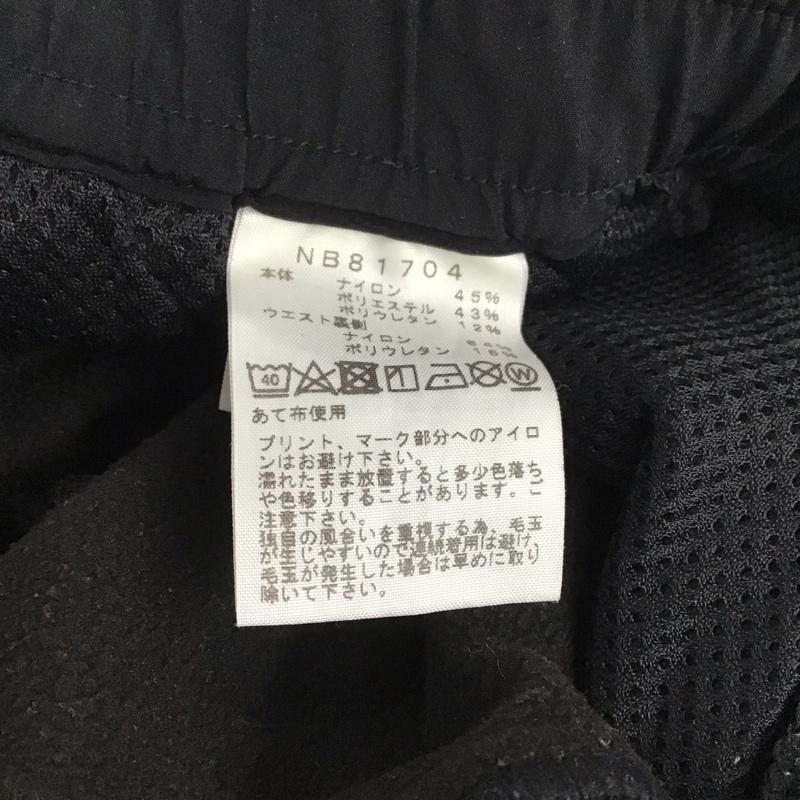 NB81704
本体 ナイロン 45%
ポリエステル 43%
ポリウレタン 12%
ウエスト裏側
ナイロン 84%
ポリウレタン 16%
40 W
あて布使用
プリント、マーク部分へのアイロ
ンはお避け下さい。
濡れたまま放置すると多少色落ち
や色移りすることがあります。ご
注意下さい。
独自の風合いを重視する為、毛玉
が生じやすいので連続着用は避け、
毛玉が発生した場合は早めに取り
除いて下さい。